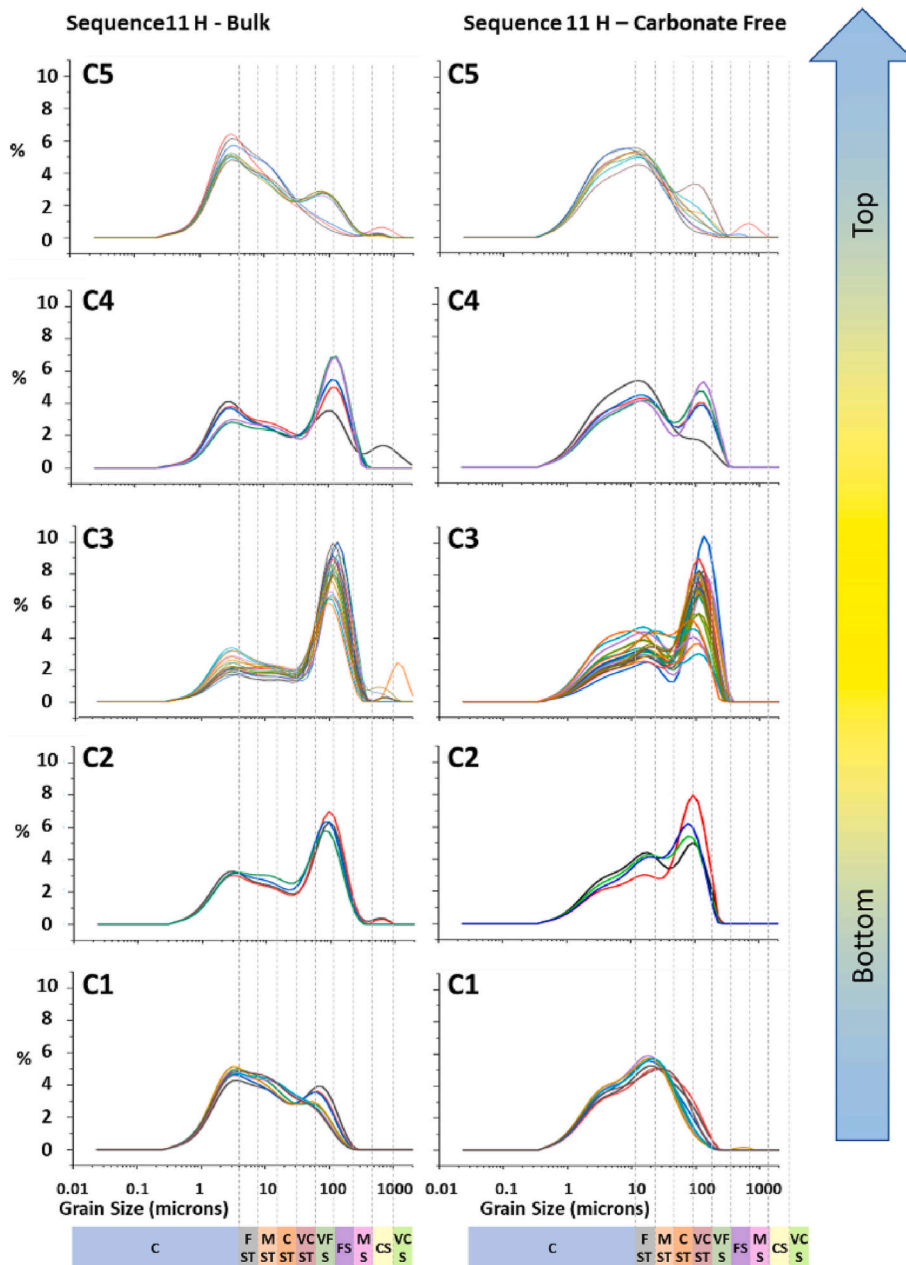 Sequence11 H - Bulk
Sequence 11 H – Carbonate Free
C5
10
8
6
%
4
2
0
C5
C4
10
8
6
%
4
2
0
C4
C3
10
8
6
%
4
2
0
C3
C2
10
8
6
%
4
2
0
C2
C1
10
8
6
%
4
2
0
C1
0.01 0.1 1 10 100 1000
0.01 0.1 1 10 100 1000
Grain Size (microns)
Grain Size (microns)
C F ST M ST C ST VC ST VF S FS M S CS VC S
C F ST M ST C ST VC ST VF S FS M S CS VC S
Top
Bottom